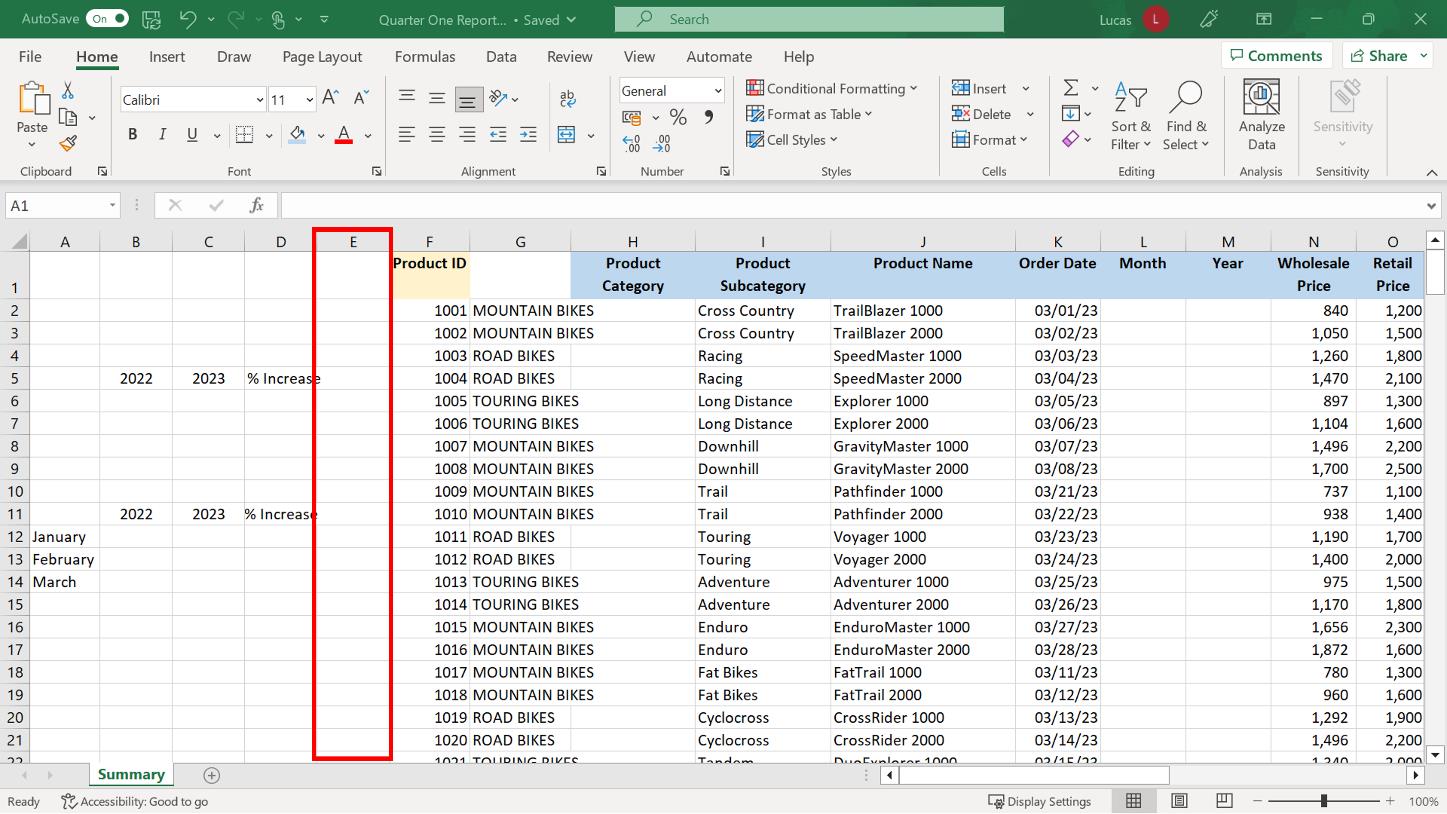 AutoSave On Quarter One Report... • Saved Search Lucas L
File Home Insert Draw Page Layout Formulas Data Review View Automate Help Comments Share
Calibri 11 General Conditional Formatting Insert
Paste Format as Table Delete Sort & Filter Find & Select Analyze Data Sensitivity
B I U A % Cell Styles Format
Clipboard Font Alignment Number Styles Cells Editing Analysis Sensitivity
A1 fx
A B C D E F G H I J K L M N O
1 Product ID Product Category Product Subcategory Product Name Order Date Month Year Wholesale Price Retail Price
2 1001 MOUNTAIN BIKES Cross Country TrailBlazer 1000 03/01/23 840 1,200
3 1002 MOUNTAIN BIKES Cross Country TrailBlazer 2000 03/02/23 1,050 1,500
4 1003 ROAD BIKES Racing SpeedMaster 1000 03/03/23 1,260 1,800
5 2022 2023 % Increase 1004 ROAD BIKES Racing SpeedMaster 2000 03/04/23 1,470 2,100
6 1005 TOURING BIKES Long Distance Explorer 1000 03/05/23 897 1,300
7 1006 TOURING BIKES Long Distance Explorer 2000 03/06/23 1,104 1,600
8 1007 MOUNTAIN BIKES Downhill GravityMaster 1000 03/07/23 1,496 2,200
9 1008 MOUNTAIN BIKES Downhill GravityMaster 2000 03/08/23 1,700 2,500
10 1009 MOUNTAIN BIKES Trail Pathfinder 1000 03/21/23 737 1,100
11 2022 2023 % Increase 1010 MOUNTAIN BIKES Trail Pathfinder 2000 03/22/23 938 1,400
12 January 1011 ROAD BIKES Touring Voyager 1000 03/23/23 1,190 1,700
13 February 1012 ROAD BIKES Touring Voyager 2000 03/24/23 1,400 2,000
14 March 1013 TOURING BIKES Adventure Adventurer 1000 03/25/23 975 1,500
15 1014 TOURING BIKES Adventure Adventurer 2000 03/26/23 1,170 1,800
16 1015 MOUNTAIN BIKES Enduro EnduroMaster 1000 03/27/23 1,656 2,300
17 1016 MOUNTAIN BIKES Enduro EnduroMaster 2000 03/28/23 1,872 1,600
18 1017 MOUNTAIN BIKES Fat Bikes FatTrail 1000 03/11/23 780 1,300
19 1018 MOUNTAIN BIKES Fat Bikes FatTrail 2000 03/12/23 960 1,600
20 1019 ROAD BIKES Cyclocross CrossRider 1000 03/13/23 1,292 1,900
21 1020 ROAD BIKES Cyclocross CrossRider 2000 03/14/23 1,496 2,200
22 1021 TOURING BIKES Tandem DuoExplorer 1000 03/15/23 1,340 2,000
Summary
Ready Accessibility: Good to go Display Settings 100%